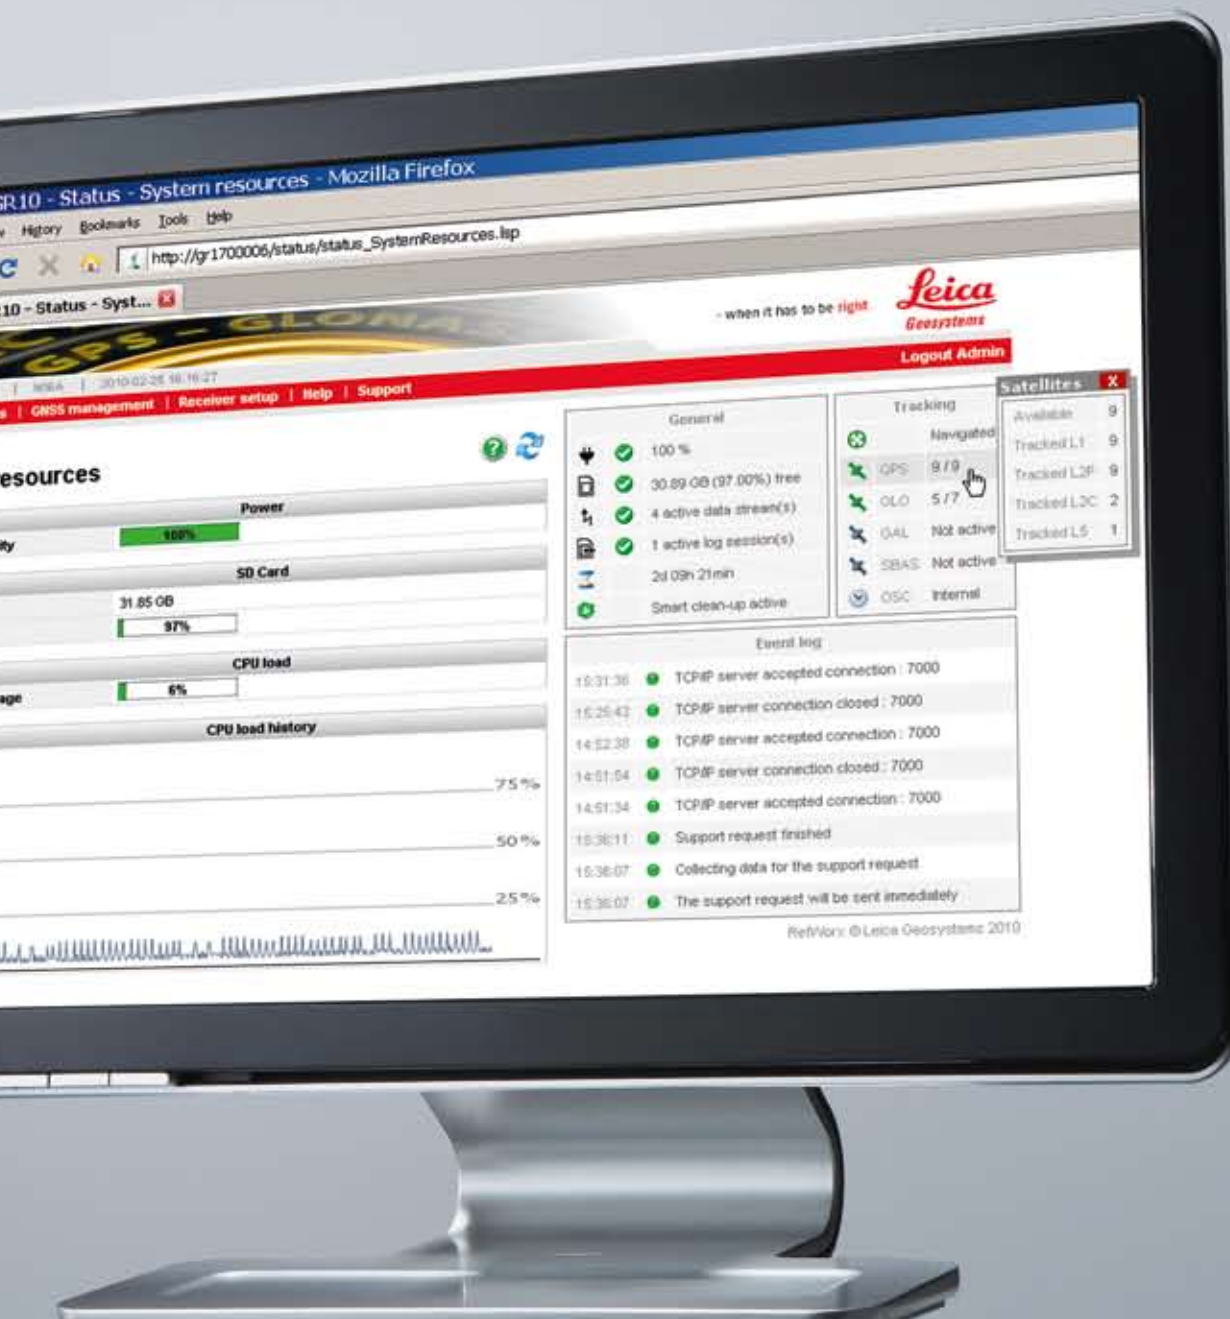 GR10 - Status - System resources - Mozilla Firefox
History Bookmarks Tools Help
http://gr1700006/status/status_SystemResources.lsp
10 - Status - Syst...
GPS - GLONAS
- when it has to be right
Leica
Geosystems
| | 2010-02-25 16:16:27
Logout Admin
s | GNSS management | Receiver setup | Help | Support
esources
Power
ity 100%
SD Card
31.85 GB
97%
CPU load
age 6%
CPU load history
75%
50%
25%
General
100 %
30.89 GB (97.00%) free
4 active data stream(s)
1 active log session(s)
2d 09h 21min
Smart clean-up active
Tracking
Navigated
GPS 9 / 9
GLO 5 / 7
GAL Not active
SBAS Not active
OSC Internal
Satellites X
Available 9
Tracked L1 9
Tracked L2P 9
Tracked L2C 2
Tracked L5 1
Event log
15:31:36 TCP/IP server accepted connection : 7000
15:25:42 TCP/IP server connection closed : 7000
14:52:38 TCP/IP server accepted connection : 7000
14:51:54 TCP/IP server connection closed : 7000
14:51:34 TCP/IP server accepted connection : 7000
15:36:11 Support request finished
15:36:07 Collecting data for the support request
15:36:07 The support request will be sent immediately
RefWorx © Leica Geosystems 2010